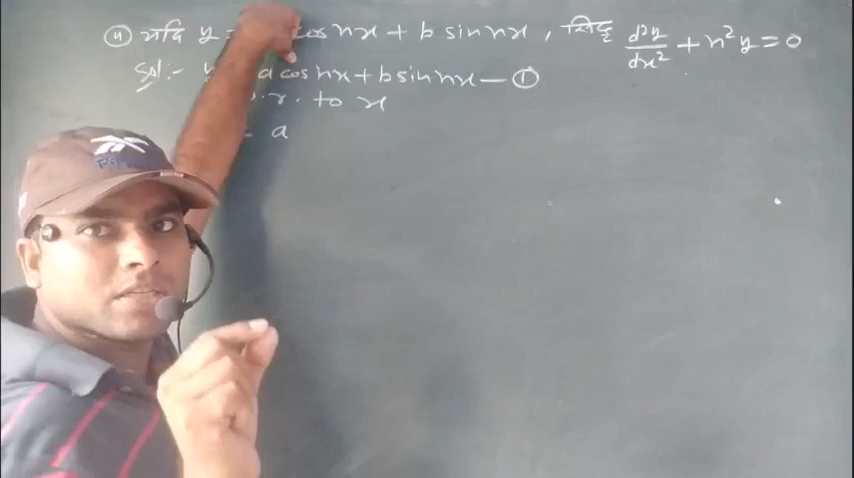 (4) यदि y = cos nx + b sin nx, सिद्ध d²y/dx² + n²y = 0
Sol:- y a cos nx + b sin nx — ①
r. to x
= a